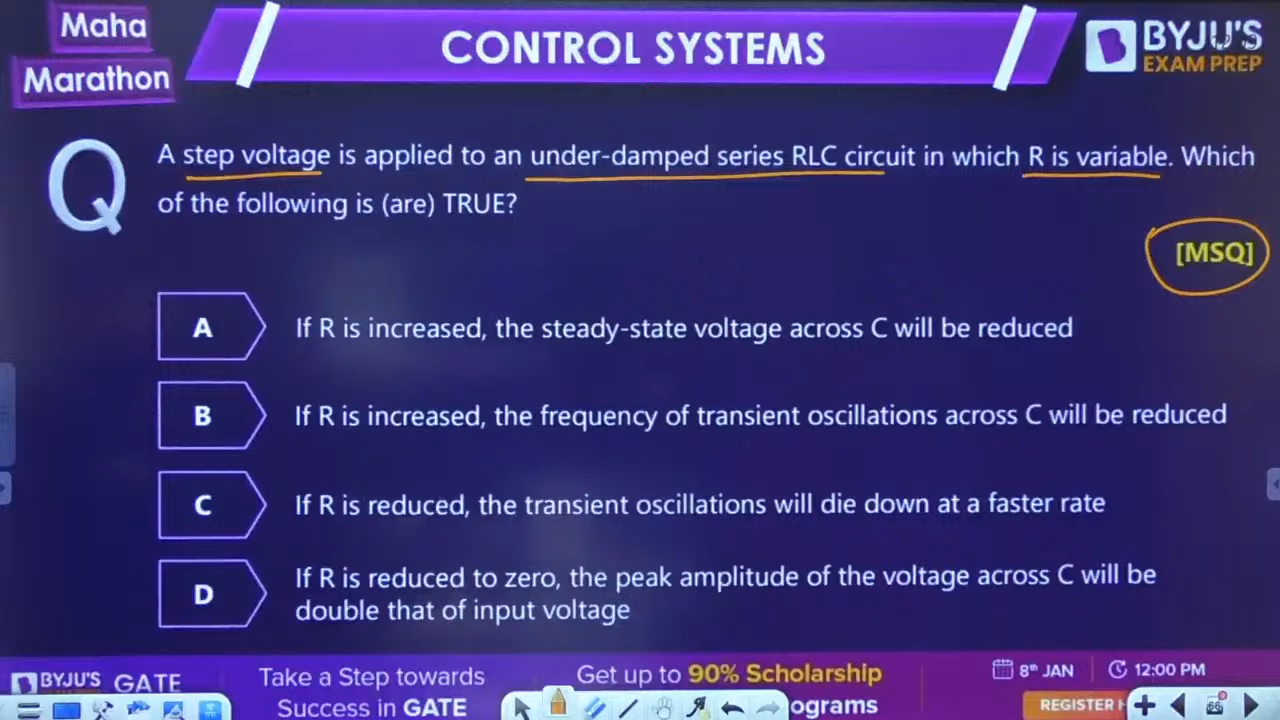 Maha
Marathon
CONTROL SYSTEMS
BYJU'S
EXAM PREP
Q
A step voltage is applied to an under-damped series RLC circuit in which R is variable. Which
of the following is (are) TRUE?
[MSQ]
A
If R is increased, the steady-state voltage across C will be reduced
B
If R is increased, the frequency of transient oscillations across C will be reduced
C
If R is reduced, the transient oscillations will die down at a faster rate
D
If R is reduced to zero, the peak amplitude of the voltage across C will be
double that of input voltage
BYJU'S
GATE
Take a Step towards
Success in GATE
Get up to 90% Scholarship
ograms
8th JAN
12:00 PM
REGISTER
66